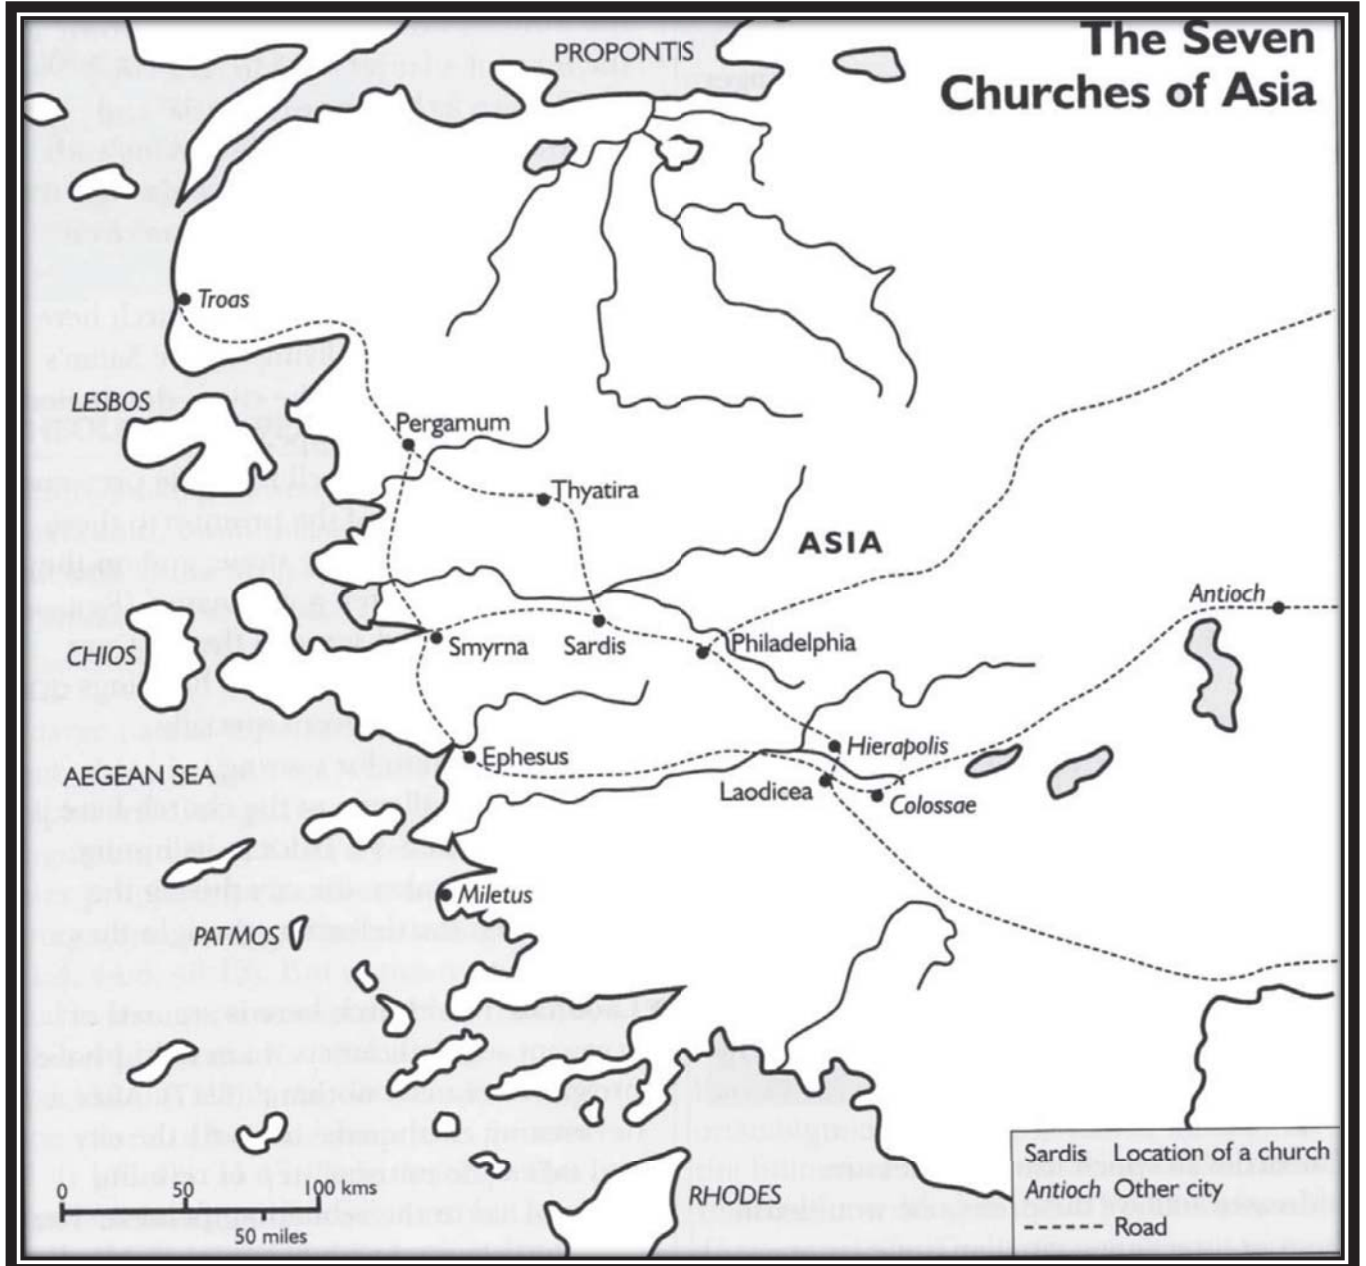 PROPONTIS
The Seven
Churches of Asia
Troas
LESBOS
Pergamum
Thyatira
ASIA
Antioch
CHIOS
Smyrna
Sardis
Philadelphia
Hierapolis
Ephesus
AEGEAN SEA
Laodicea
Colossae
Miletus
PATMOS
RHODES
0 50 100 kms
50 miles
Sardis Location of a church
Antioch Other city
Road